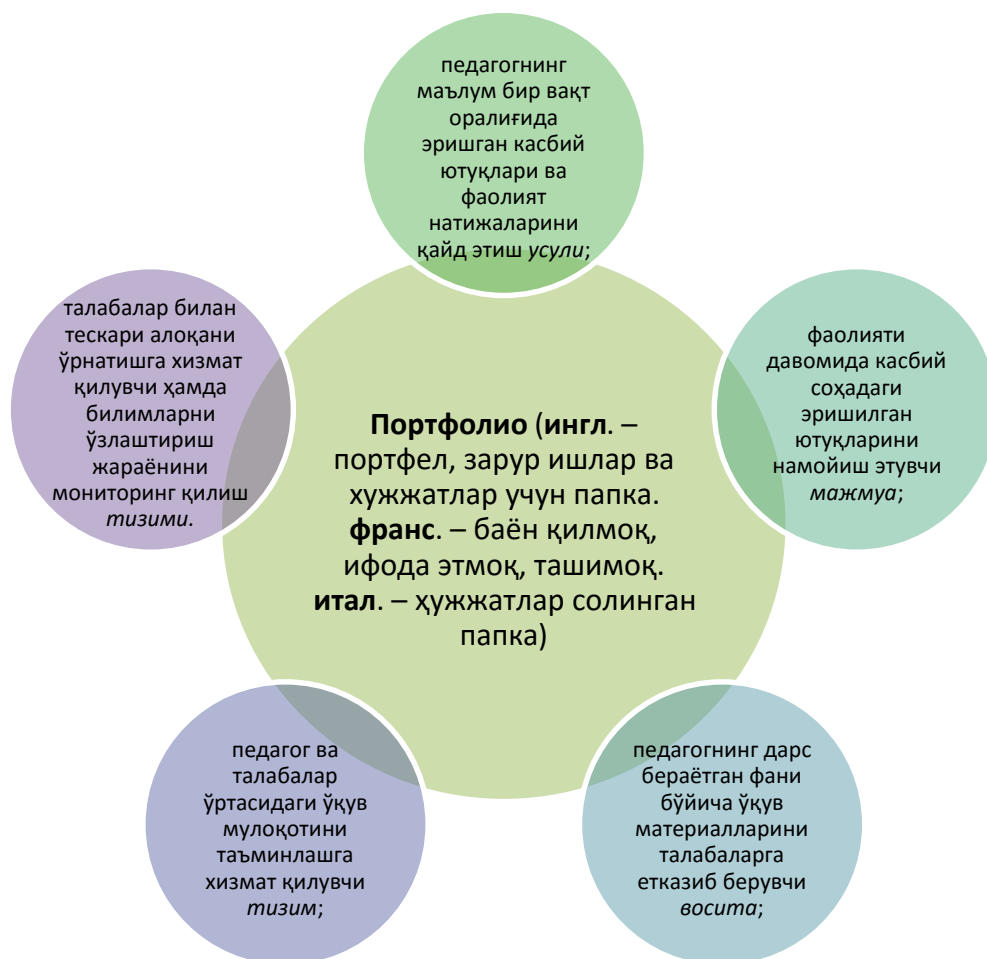 педагогнинг
маълум бир вақт
оралиғида
эришган касбий
ютуқлари ва
фаолият
натижаларини
қайд этиш усули;
талабалар билан
тескари алоқани
ўрнатишга хизмат
қилувчи ҳамда
билимларни
ўзлаштириш
жараёнини
мониторинг қилиш
тизими.
фаолияти
давомида касбий
соҳадаги
эришилган
ютуқларини
намойиш этувчи
мажмуа;
Портфолио (ингл. –
портфел, зарур ишлар ва
хужжатлар учун папка.
франс. – баён қилмоқ,
ифода этмоқ, ташимоқ.
итал. – ҳужжатлар солинган
папка)
педагог ва
талабалар
ўртасидаги ўқув
мулоқотини
таъминлашга
хизмат қилувчи
тизим;
педагогнинг дарс
бераётган фани
бўйича ўқув
материалларини
талабаларга
етказиб берувчи
восита;